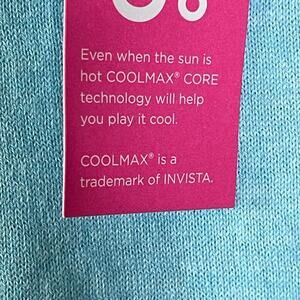 Even when the sun is
hot COOLMAX® CORE
technology will help
you play it cool.
COOLMAX® is a
trademark of INVISTA.